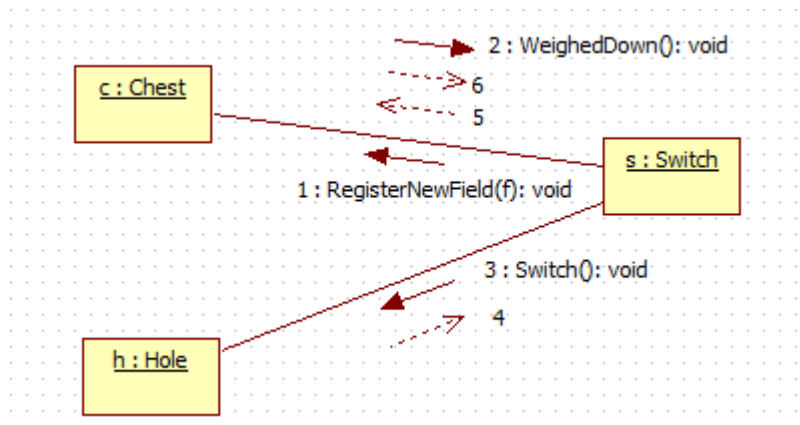 2 : WeighedDown(): void
c : Chest
6
5
s : Switch
1 : RegisterNewField(f): void
3 : Switch(): void
4
h : Hole